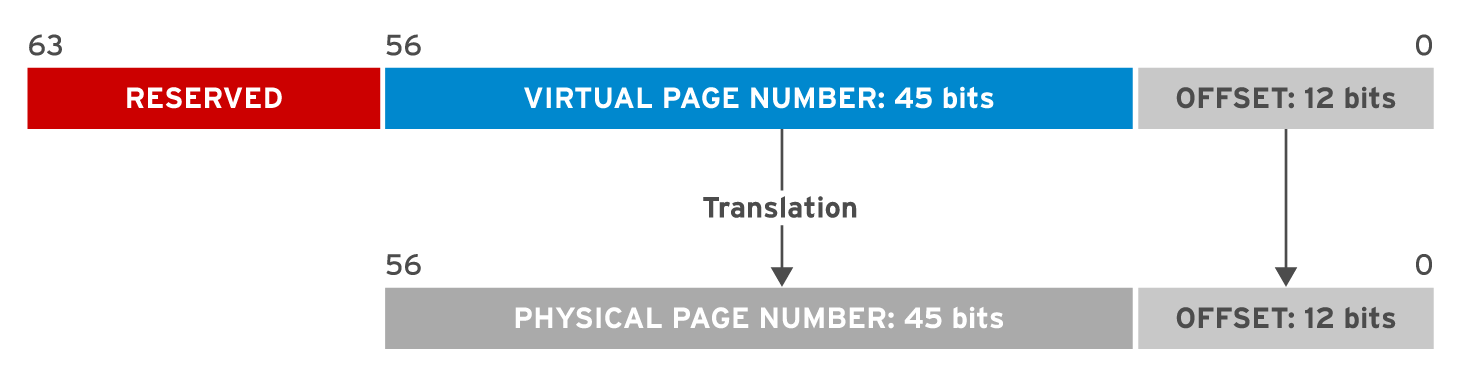 63 56 0
RESERVED VIRTUAL PAGE NUMBER: 45 bits OFFSET: 12 bits
Translation
56 0
PHYSICAL PAGE NUMBER: 45 bits OFFSET: 12 bits